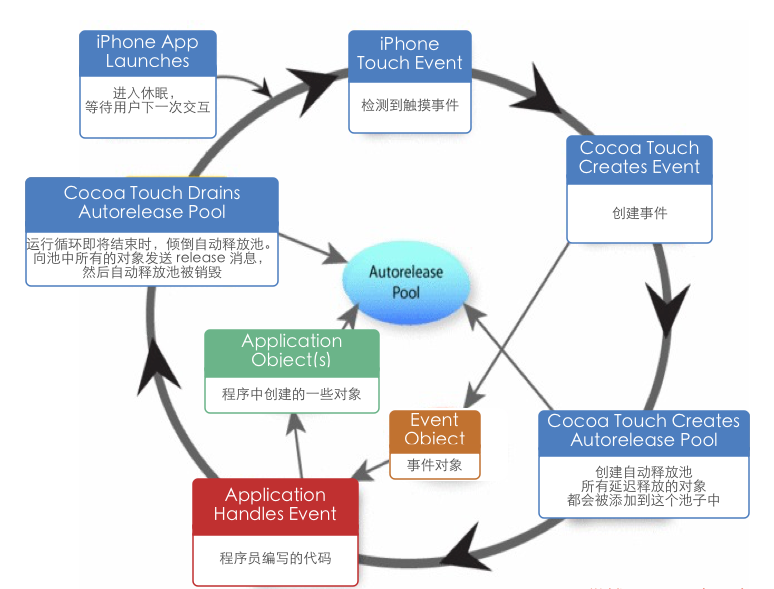 iPhone App
Launches
进入休眠，
等待用户下一次交互
iPhone
Touch Event
检测到触摸事件
Cocoa Touch
Creates Event
创建事件
Cocoa Touch Drains
Autorelease Pool
运行循环即将结束时，倾倒自动释放池。
向池中所有的对象发送 release 消息，
然后自动释放池被销毁
Autorelease
Pool
Application
Object(s)
程序中创建的一些对象
Event
Object
事件对象
Cocoa Touch Creates
Autorelease Pool
创建自动释放池
所有延迟释放的对象
都会被添加到这个池子中
Application
Handles Event
程序员编写的代码